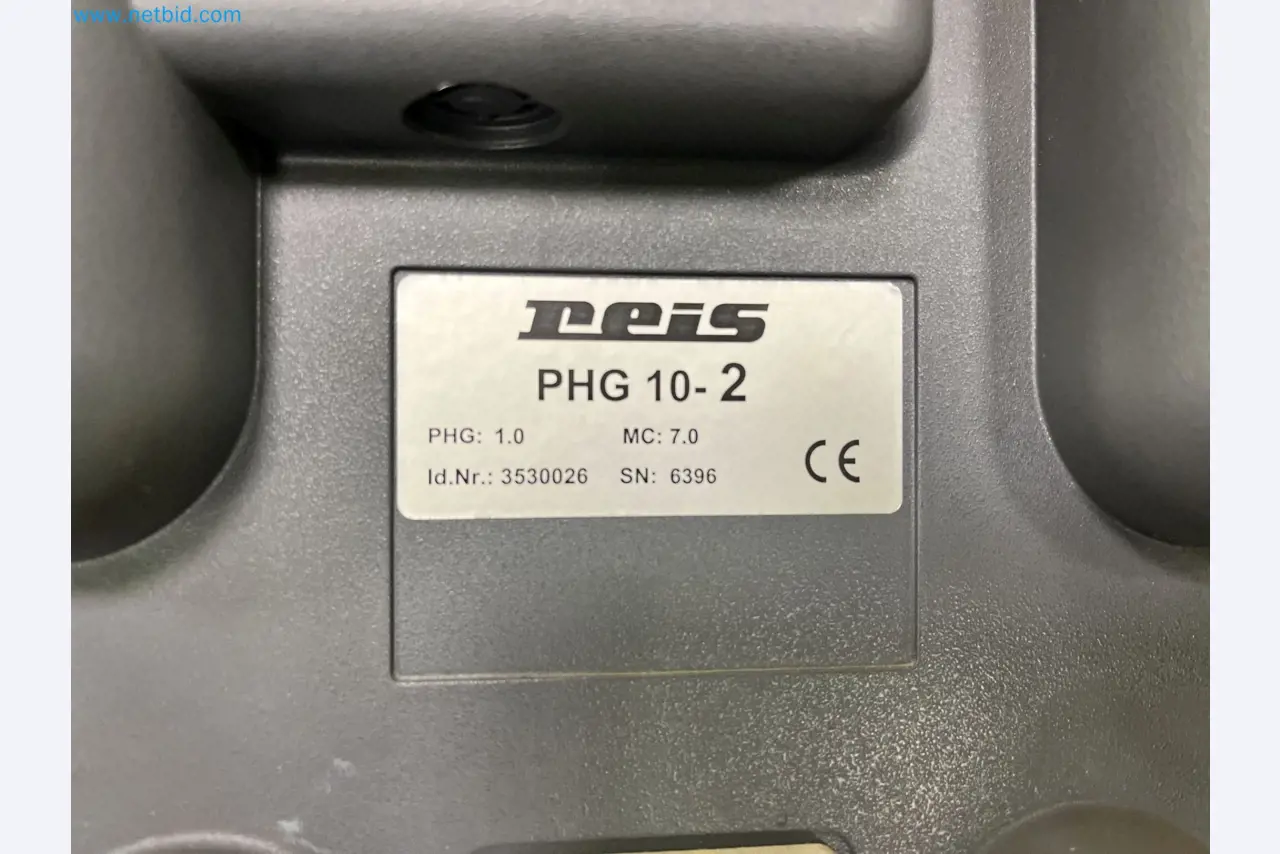 www.netbid.com
reis
PHG 10- 2
PHG: 1.0 MC: 7.0
Id.Nr.: 3530026 SN: 6396
CE